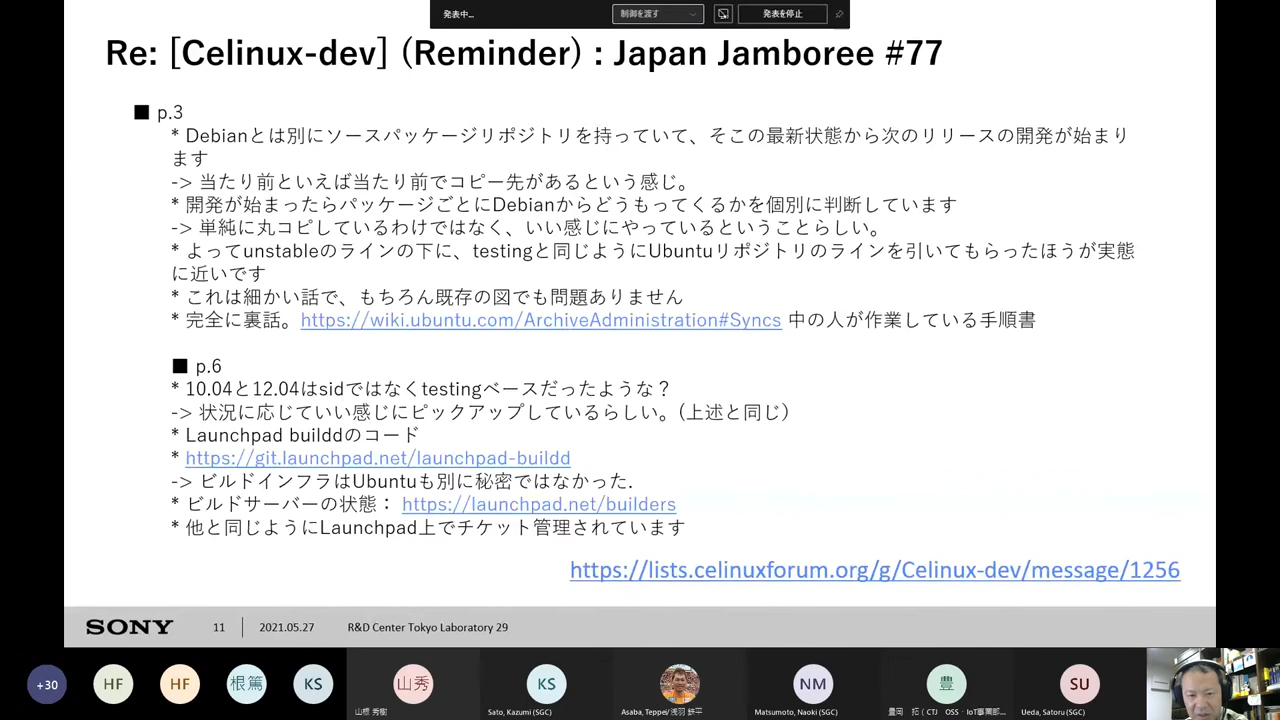 発表中...
制御を渡す
発表を停止
Re: [Celinux-dev] (Reminder) : Japan Jamboree #77
■ p.3
* Debianとは別にソースパッケージリポジトリを持っていて、そこの最新状態から次のリリースの開発が始まり
ます
-> 当たり前といえば当たり前でコピー先があるという感じ。
* 開発が始まったらパッケージごとにDebianからどうもってくるかを個別に判断しています
-> 単純に丸コピしているわけではなく、いい感じにやっているということらしい。
* よってunstableのラインの下に、testingと同じようにUbuntuリポジトリのラインを引いてもらったほうが実態
に近いです
* これは細かい話で、もちろん既存の図でも問題ありません
* 完全に裏話。https://wiki.ubuntu.com/ArchiveAdministration#Syncs 中の人が作業している手順書
■ p.6
* 10.04と12.04はsidではなくtestingベースだったような？
-> 状況に応じていい感じにピックアップしているらしい。(上述と同じ)
* Launchpad builddのコード
* https://git.launchpad.net/launchpad-buildd
-> ビルドインフラはUbuntuも別に秘密ではなかった.
* ビルドサーバーの状態： https://launchpad.net/builders
* 他と同じようにLaunchpad上でチケット管理されています
https://lists.celinuxforum.org/g/Celinux-dev/message/1256
SONY 11 2021.05.27 R&D Center Tokyo Laboratory 29
+30 HF HF 根篤 KS 山秀 KS NM 豊 SU
山根 秀樹 Sato, Kazumi (SGC) Asaba, Teppei/浅羽 鉄平 Matsumoto, Naoki (SGC) 豊岡 拓 (CTJ OSS・IoT事業部... Ueda, Satoru (SGC)